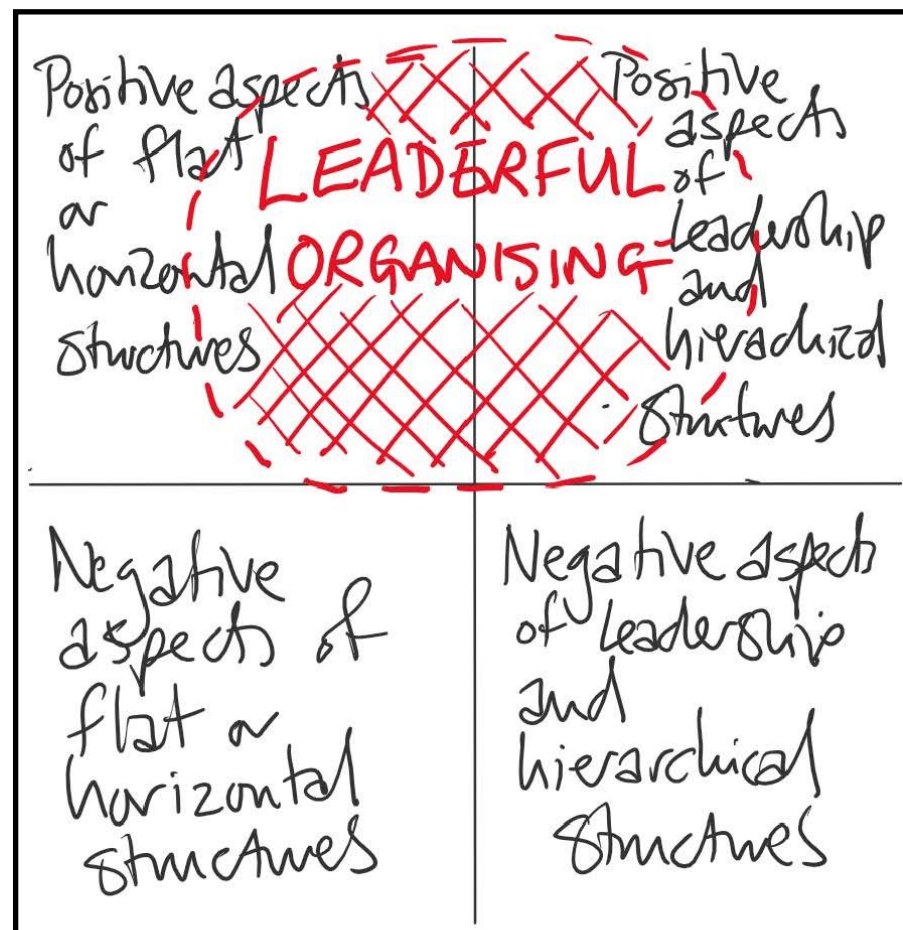 Positive aspects
of flat
or
horizontal
structures
LEADERFUL
ORGANISING
Positive
aspects
of
leadership
and
hierachical
structures
Negative
aspects of
flat or
horizontal
structures
Negative aspects
of leadership
and
hierarchical
structures